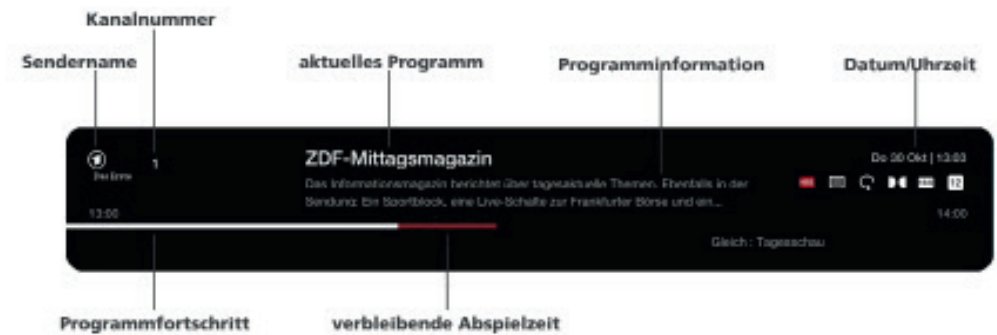 Kanalnummer
Sendername
aktuelles Programm
Programminformation
Datum/Uhrzeit
Das Erste
1
ZDF-Mittagsmagazin
Do 30 Okt | 13:03
Das Informationsmagazin berichtet über tagesaktuelle Themen. Ebenfalls in der
Sendung: Ein Sportblock, eine Live-Schalte zur Frankfurter Börse und ein...
12
13:00
14:00
Gleich : Tagesschau
Programmfortschritt
verbleibende Abspielzeit